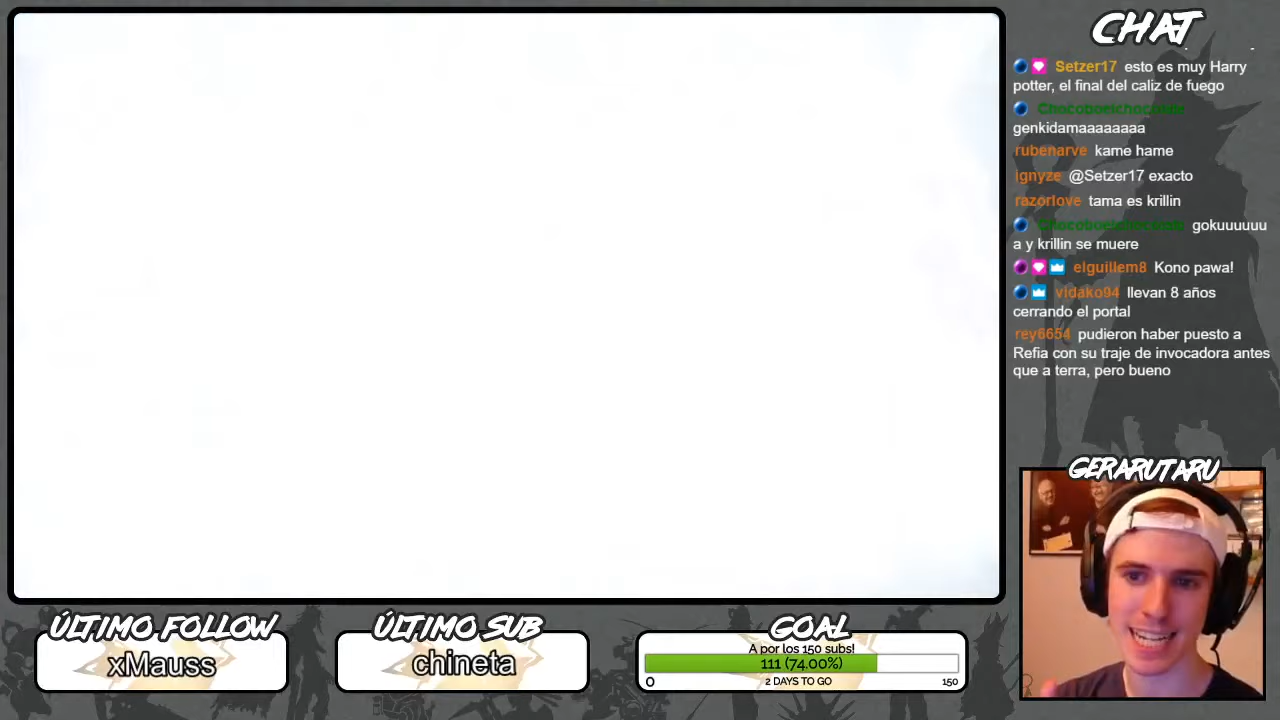 CHAT
Setzer17 esto es muy Harry
potter, el final del caliz de fuego
genkidamaaaaaaaa
rubenarve kame hame
ignyze @Setzer17 exacto
razorlove tama es krillin
gokuuuuuu
a y krillin se muere
elguillem8 Kono pawa!
vidako94 llevan 8 años
cerrando el portal
rey6654 pudieron haber puesto a
Refia con su traje de invocadora antes
que a terra, pero bueno
GERARUTARU
ÚLTIMO FOLLOW
xMauss
ÚLTIMO SUB
chineta
GOAL
A por los 150 subs!
111 (74.00%)
0 2 DAYS TO GO 150